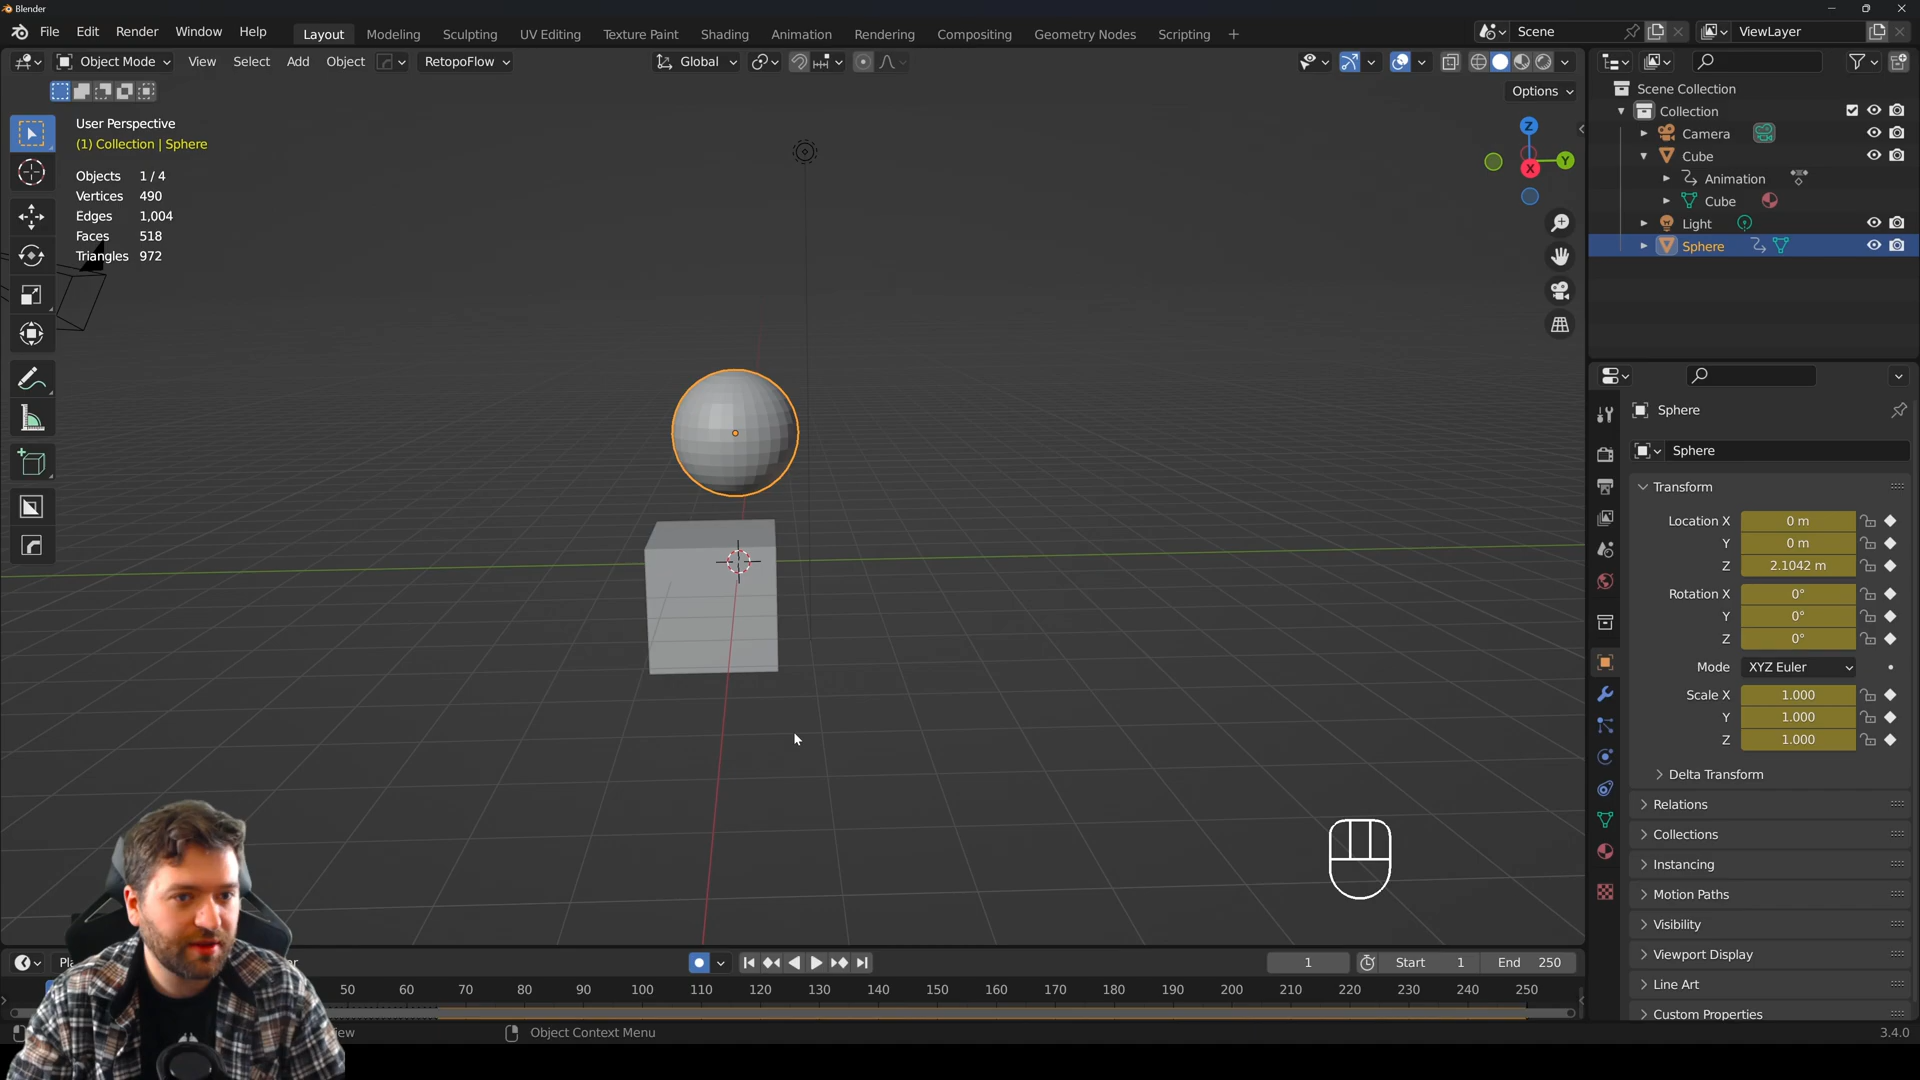 Blender
File Edit Render Window Help Layout Modeling Sculpting UV Editing Texture Paint Shading Animation Rendering Compositing Geometry Nodes Scripting + Scene ViewLayer
Object Mode View Select Add Object RetopoFlow Global
Options
User Perspective
(1) Collection | Sphere
Objects 1 / 4
Vertices 490
Edges 1,004
Faces 518
Triangles 972
Z
Y
X
Scene Collection
Collection
Camera
Cube
Animation
Cube
Light
Sphere
Sphere
Sphere
Transform
Location X 0 m
Y 0 m
Z 2.1042 m
Rotation X 0°
Y 0°
Z 0°
Mode XYZ Euler
Scale X 1.000
Y 1.000
Z 1.000
Delta Transform
Relations
Collections
Instancing
Motion Paths
Visibility
Viewport Display
Line Art
Custom Properties
1 Start 1 End 250
50 60 70 80 90 100 110 120 130 140 150 160 170 180 190 200 210 220 230 240 250
Object Context Menu
3.4.0